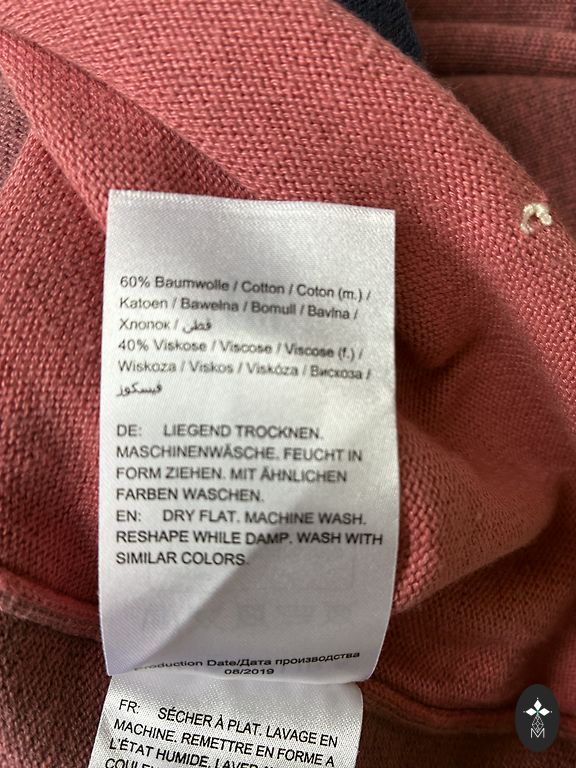 60% Baumwolle / Cotton / Coton (m.) /
Katoen / Bawełna / Bomull / Bavlna /
Хлопок / قطن
40% Viskose / Viscose / Viscose (f.) /
Wiskoza / Viskos / Viskóza / Вискоза /
فيسكوز
DE: LIEGEND TROCKNEN.
MASCHINENWÄSCHE. FEUCHT IN
FORM ZIEHEN. MIT ÄHNLICHEN
FARBEN WASCHEN.
EN: DRY FLAT. MACHINE WASH.
RESHAPE WHILE DAMP. WASH WITH
SIMILAR COLORS.
Production Date/Дата производства
08/2019
FR: SÉCHER À PLAT. LAVAGE EN
MACHINE. REMETTRE EN FORME À
L'ÉTAT HUMIDE. LAVER
M